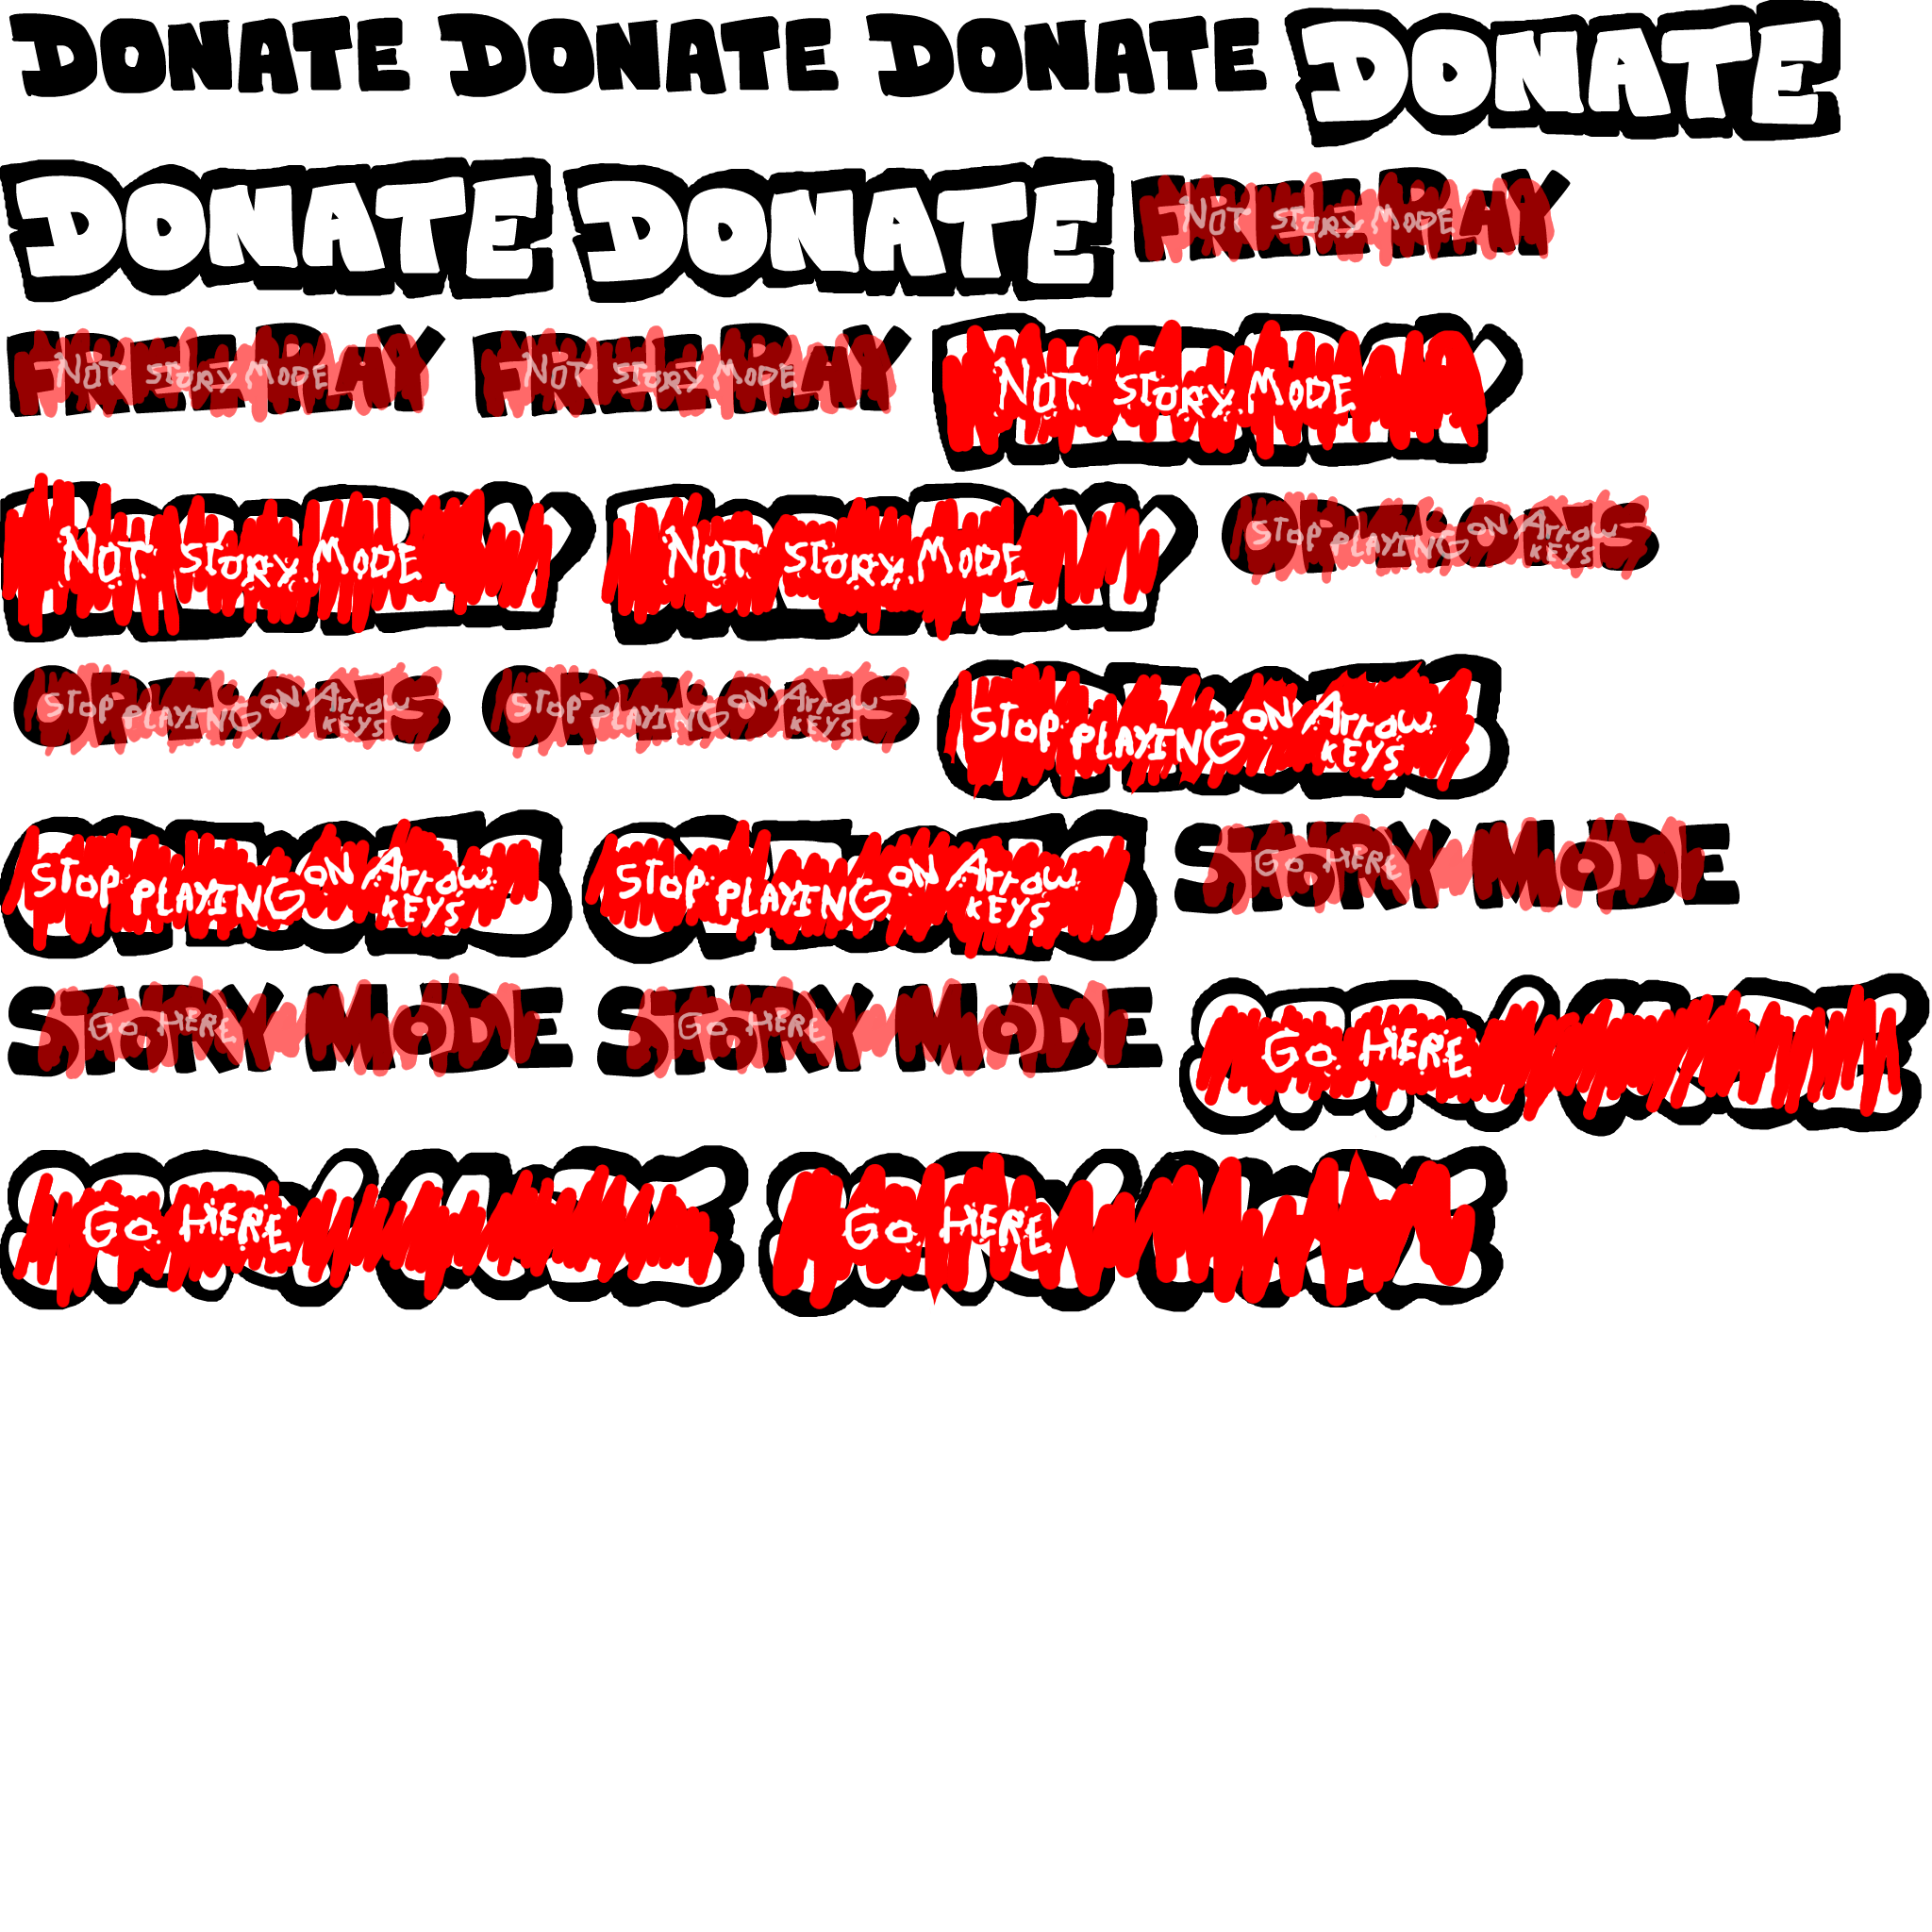 DONATE DONATE DONATE DONATE
DONATE DONATE FREEPLAY NOT STORY MODE
FREEPLAY NOT STORY MODE FREEPLAY NOT STORY MODE NOT STORY MODE
NOT STORY MODE NOT STORY MODE OPTIONS STOP PLAYING ON ARROW KEYS
OPTIONS STOP PLAYING ON ARROW KEYS OPTIONS STOP PLAYING ON ARROW KEYS STOP PLAYING ON ARROW KEYS
STOP PLAYING ON ARROW KEYS STOP PLAYING ON ARROW KEYS STORY MODE GO HERE
STORY MODE GO HERE STORY MODE GO HERE GO HERE
GO HERE GO HERE